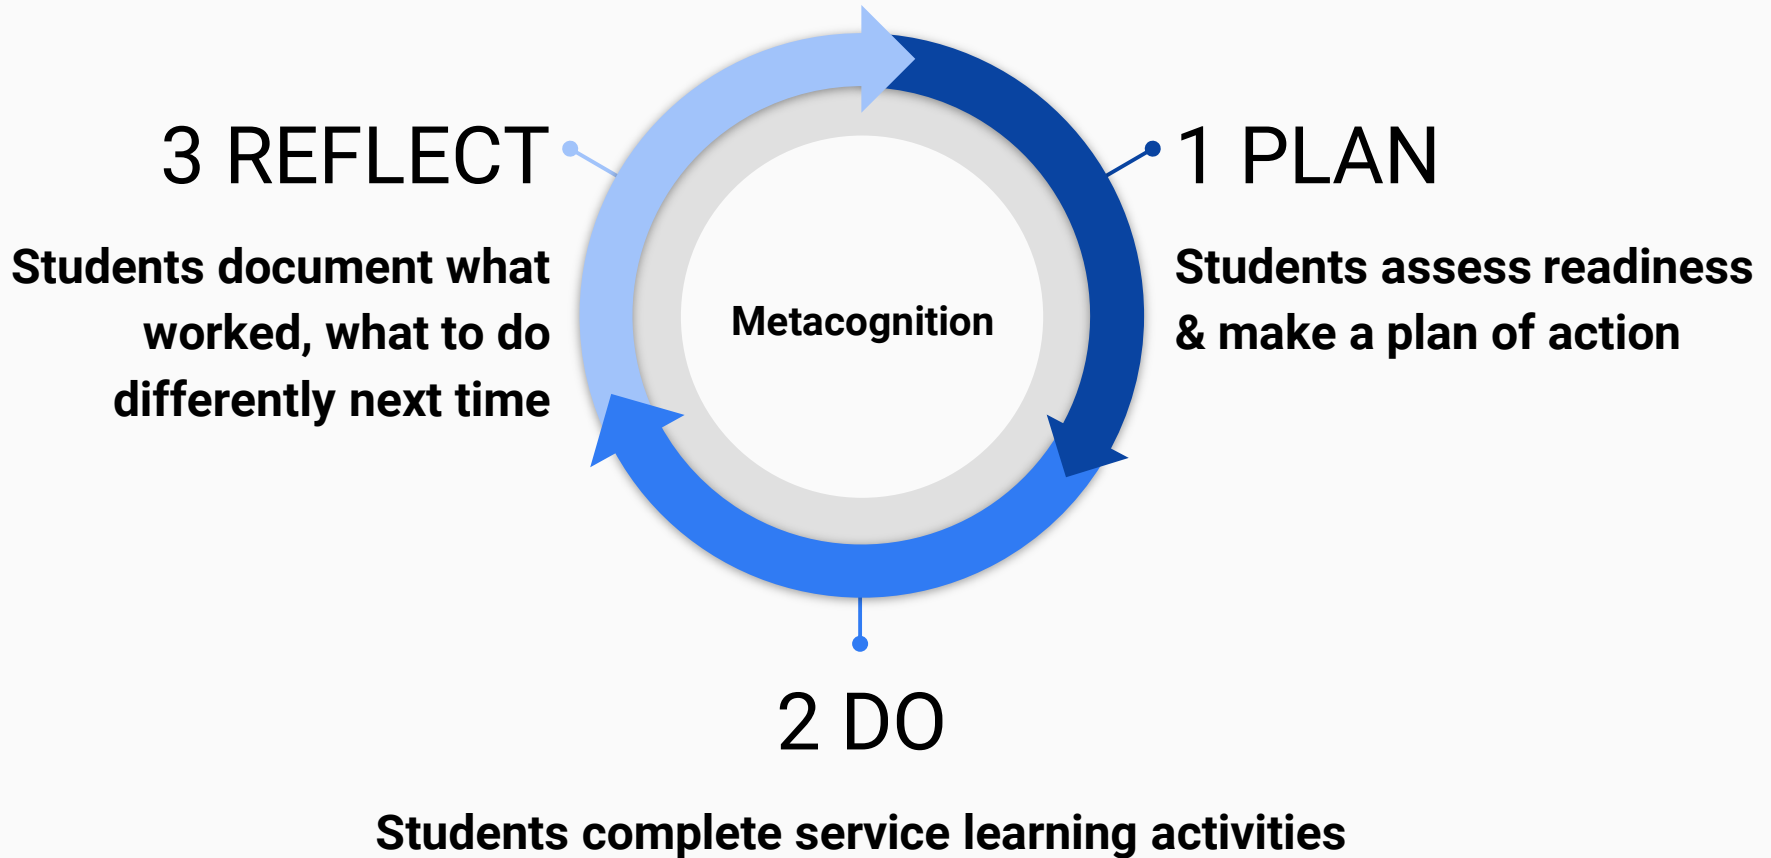 1 PLAN
Students assess readiness
& make a plan of action
2 DO
Students complete service learning activities
3 REFLECT
Students document what
worked, what to do
differently next time
Metacognition